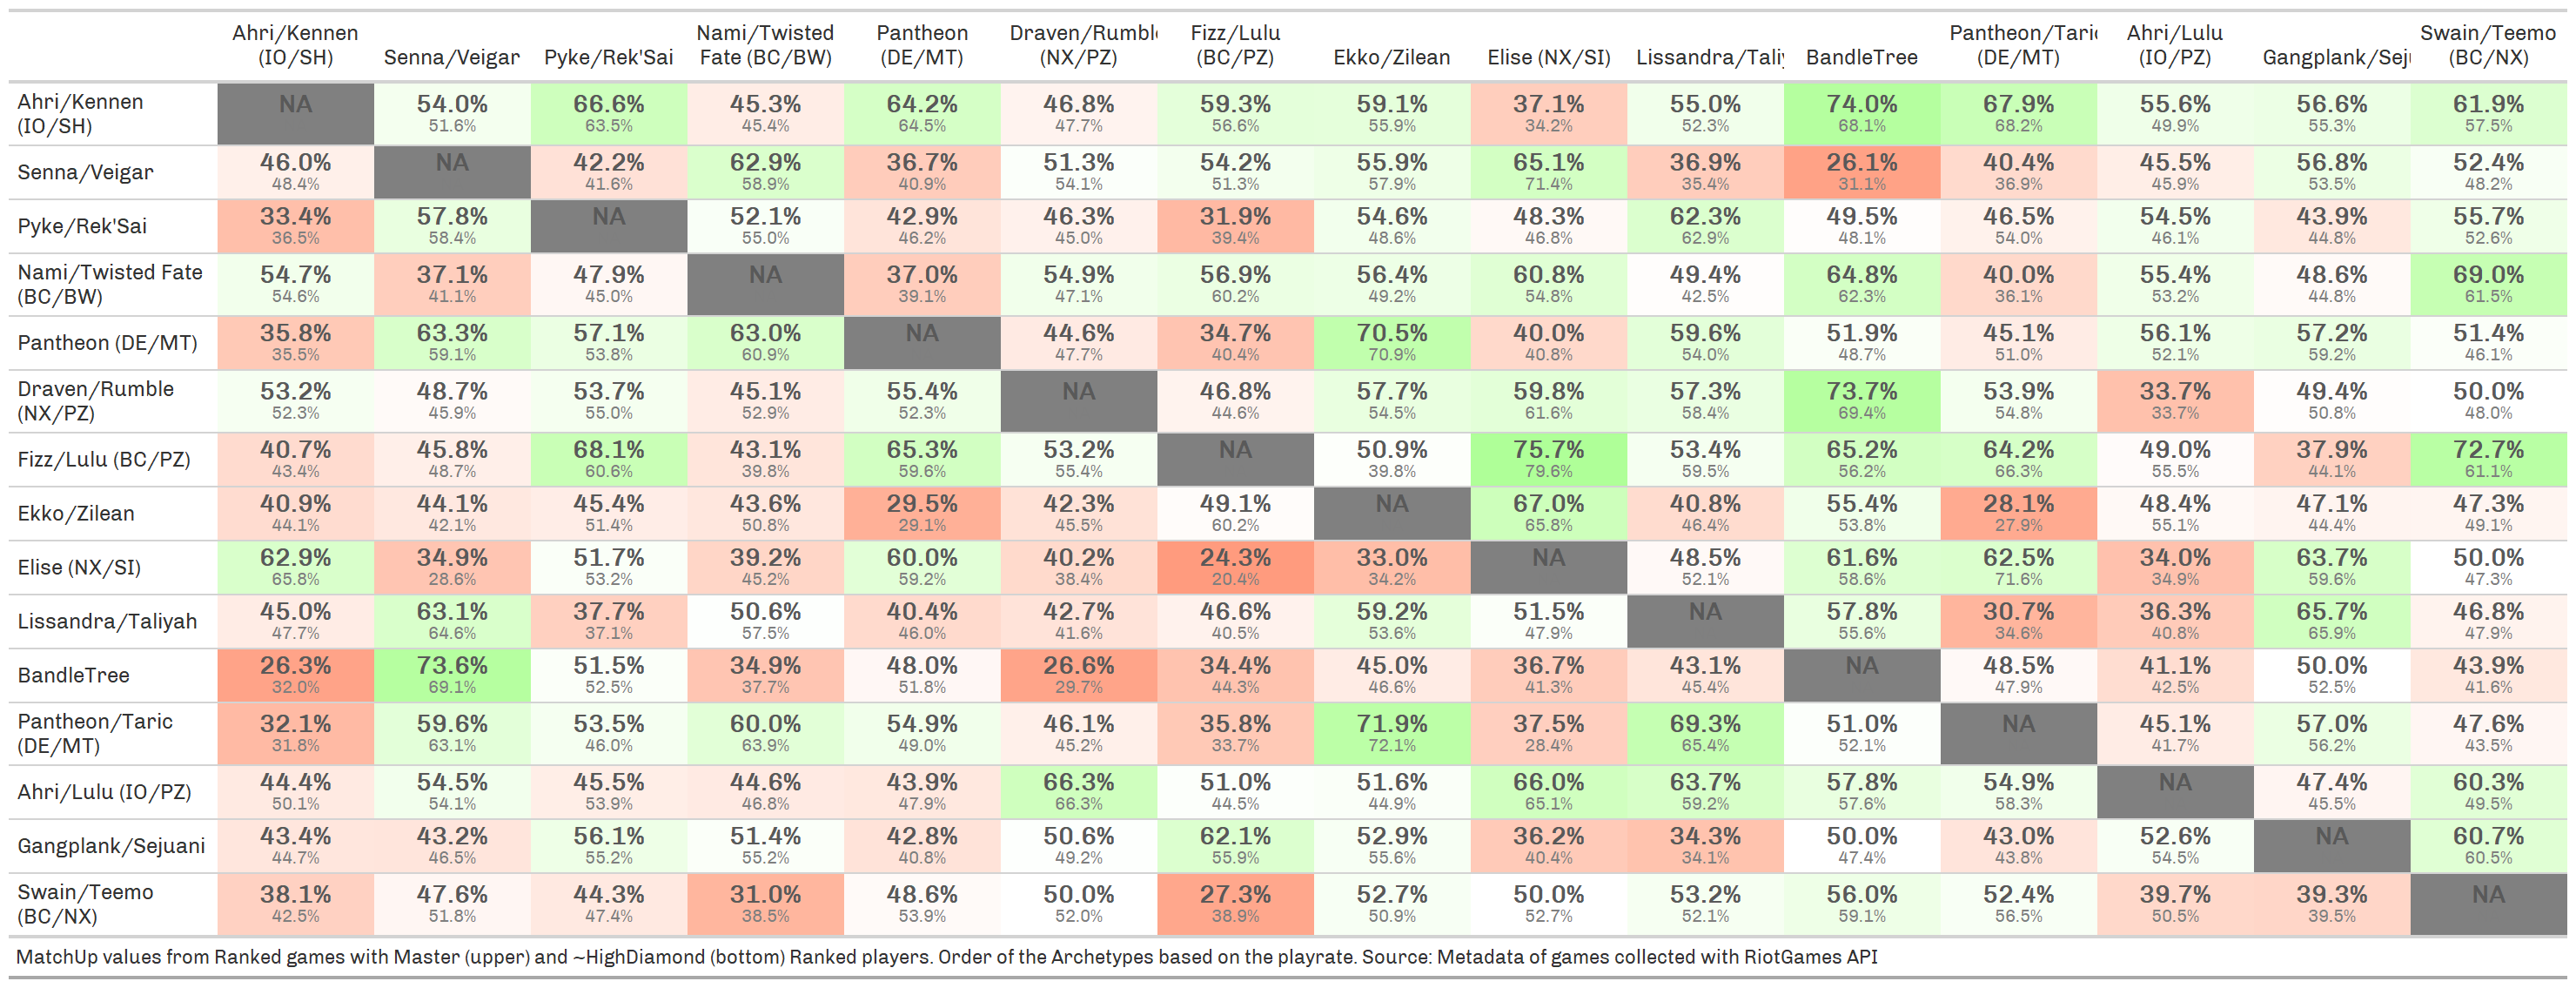 Ahri/Kennen (IO/SH) Senna/Veigar Pyke/Rek'Sai Nami/Twisted Fate (BC/BW) Pantheon (DE/MT) Draven/Rumble (NX/PZ) Fizz/Lulu (BC/PZ) Ekko/Zilean Elise (NX/SI) Lissandra/Taliy BandleTree Pantheon/Taric (DE/MT) Ahri/Lulu (IO/PZ) Gangplank/Seju Swain/Teemo (BC/NX)
Ahri/Kennen (IO/SH) NA 54.0% 66.6% 45.3% 64.2% 46.8% 59.3% 59.1% 37.1% 55.0% 74.0% 67.9% 55.6% 56.6% 61.9%
51.6% 63.5% 45.4% 64.5% 47.7% 56.6% 55.9% 34.2% 52.3% 68.1% 68.2% 49.9% 55.3% 57.5%
Senna/Veigar 46.0% NA 42.2% 62.9% 36.7% 51.3% 54.2% 55.9% 65.1% 36.9% 26.1% 40.4% 45.5% 56.8% 52.4%
48.4% 41.6% 58.9% 40.9% 54.1% 51.3% 57.9% 71.4% 35.4% 31.1% 36.9% 45.9% 53.5% 48.2%
Pyke/Rek'Sai 33.4% 57.8% NA 52.1% 42.9% 46.3% 31.9% 54.6% 48.3% 62.3% 49.5% 46.5% 54.5% 43.9% 55.7%
36.5% 58.4% 55.0% 46.2% 45.0% 39.4% 48.6% 46.8% 62.9% 48.1% 54.0% 46.1% 44.8% 52.6%
Nami/Twisted Fate (BC/BW) 54.7% 37.1% 47.9% NA 37.0% 54.9% 56.9% 56.4% 60.8% 49.4% 64.8% 40.0% 55.4% 48.6% 69.0%
54.6% 41.1% 45.0% 39.1% 47.1% 60.2% 49.2% 54.8% 42.5% 62.3% 36.1% 53.2% 44.8% 61.5%
Pantheon (DE/MT) 35.8% 63.3% 57.1% 63.0% NA 44.6% 34.7% 70.5% 40.0% 59.6% 51.9% 45.1% 56.1% 57.2% 51.4%
35.5% 59.1% 53.8% 60.9% 47.7% 40.4% 70.9% 40.8% 54.0% 48.7% 51.0% 52.1% 59.2% 46.1%
Draven/Rumble (NX/PZ) 53.2% 48.7% 53.7% 45.1% 55.4% NA 46.8% 57.7% 59.8% 57.3% 73.7% 53.9% 33.7% 49.4% 50.0%
52.3% 45.9% 55.0% 52.9% 52.3% 44.6% 54.5% 61.6% 58.4% 69.4% 54.8% 33.7% 50.8% 48.0%
Fizz/Lulu (BC/PZ) 40.7% 45.8% 68.1% 43.1% 65.3% 53.2% NA 50.9% 75.7% 53.4% 65.2% 64.2% 49.0% 37.9% 72.7%
43.4% 48.7% 60.6% 39.8% 59.6% 55.4% 39.8% 79.6% 59.5% 56.2% 66.3% 55.5% 44.1% 61.1%
Ekko/Zilean 40.9% 44.1% 45.4% 43.6% 29.5% 42.3% 49.1% NA 67.0% 40.8% 55.4% 28.1% 48.4% 47.1% 47.3%
44.1% 42.1% 51.4% 50.8% 29.1% 45.5% 60.2% 65.8% 46.4% 53.8% 27.9% 55.1% 44.4% 49.1%
Elise (NX/SI) 62.9% 34.9% 51.7% 39.2% 60.0% 40.2% 24.3% 33.0% NA 48.5% 61.6% 62.5% 34.0% 63.7% 50.0%
65.8% 28.6% 53.2% 45.2% 59.2% 38.4% 20.4% 34.2% 52.1% 58.6% 71.6% 34.9% 59.6% 47.3%
Lissandra/Taliyah 45.0% 63.1% 37.7% 50.6% 40.4% 42.7% 46.6% 59.2% 51.5% NA 57.8% 30.7% 36.3% 65.7% 46.8%
47.7% 64.6% 37.1% 57.5% 46.0% 41.6% 40.5% 53.6% 47.9% 55.6% 34.6% 40.8% 65.9% 47.9%
BandleTree 26.3% 73.6% 51.5% 34.9% 48.0% 26.6% 34.4% 45.0% 36.7% 43.1% NA 48.5% 41.1% 50.0% 43.9%
32.0% 69.1% 52.5% 37.7% 51.8% 29.7% 44.3% 46.6% 41.3% 45.4% 47.9% 42.5% 52.5% 41.6%
Pantheon/Taric (DE/MT) 32.1% 59.6% 53.5% 60.0% 54.9% 46.1% 35.8% 71.9% 37.5% 69.3% 51.0% NA 45.1% 57.0% 47.6%
31.8% 63.1% 46.0% 63.9% 49.0% 45.2% 33.7% 72.1% 28.4% 65.4% 52.1% 41.7% 56.2% 43.5%
Ahri/Lulu (IO/PZ) 44.4% 54.5% 45.5% 44.6% 43.9% 66.3% 51.0% 51.6% 66.0% 63.7% 57.8% 54.9% NA 47.4% 60.3%
50.1% 54.1% 53.9% 46.8% 47.9% 66.3% 44.5% 44.9% 65.1% 59.2% 57.6% 58.3% 45.5% 49.5%
Gangplank/Sejuani 43.4% 43.2% 56.1% 51.4% 42.8% 50.6% 62.1% 52.9% 36.2% 34.3% 50.0% 43.0% 52.6% NA 60.7%
44.7% 46.5% 55.2% 55.2% 40.8% 49.2% 55.9% 55.6% 40.4% 34.1% 47.4% 43.8% 54.5% 60.5%
Swain/Teemo (BC/NX) 38.1% 47.6% 44.3% 31.0% 48.6% 50.0% 27.3% 52.7% 50.0% 53.2% 56.0% 52.4% 39.7% 39.3% NA
42.5% 51.8% 47.4% 38.5% 53.9% 52.0% 38.9% 50.9% 52.7% 52.1% 59.1% 56.5% 50.5% 39.5%
MatchUp values from Ranked games with Master (upper) and ~HighDiamond (bottom) Ranked players. Order of the Archetypes based on the playrate. Source: Metadata of games collected with RiotGames API